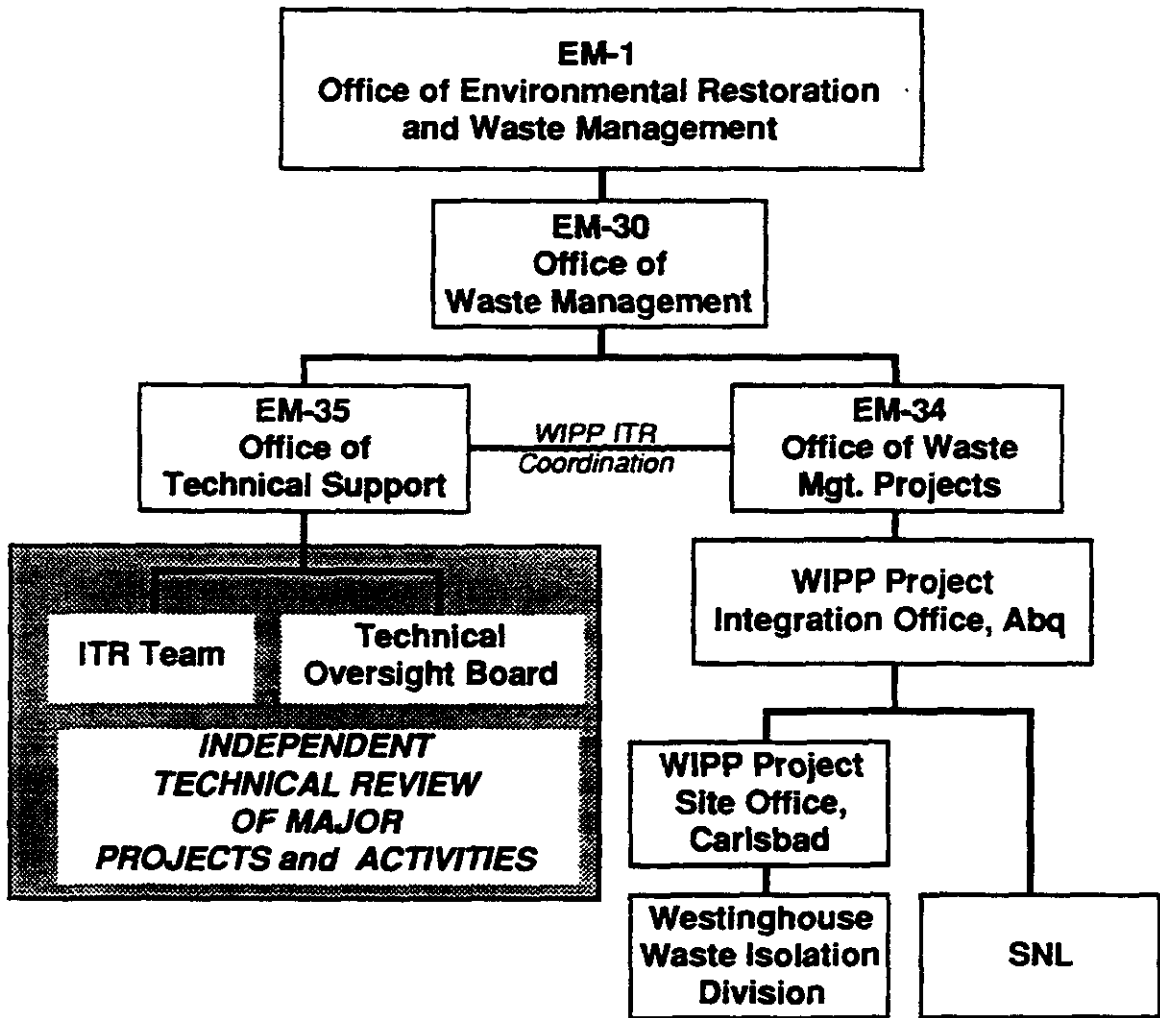 EM-1
Office of Environmental Restoration
and Waste Management
EM-30
Office of
Waste Management
EM-35
Office of
Technical Support
WIPP ITR
Coordination
EM-34
Office of Waste
Mgt. Projects
ITR Team
Technical
Oversight Board
INDEPENDENT
TECHNICAL REVIEW
OF MAJOR
PROJECTS and ACTIVITIES
WIPP Project
Integration Office, Abq
WIPP Project
Site Office,
Carlsbad
Westinghouse
Waste Isolation
Division
SNL